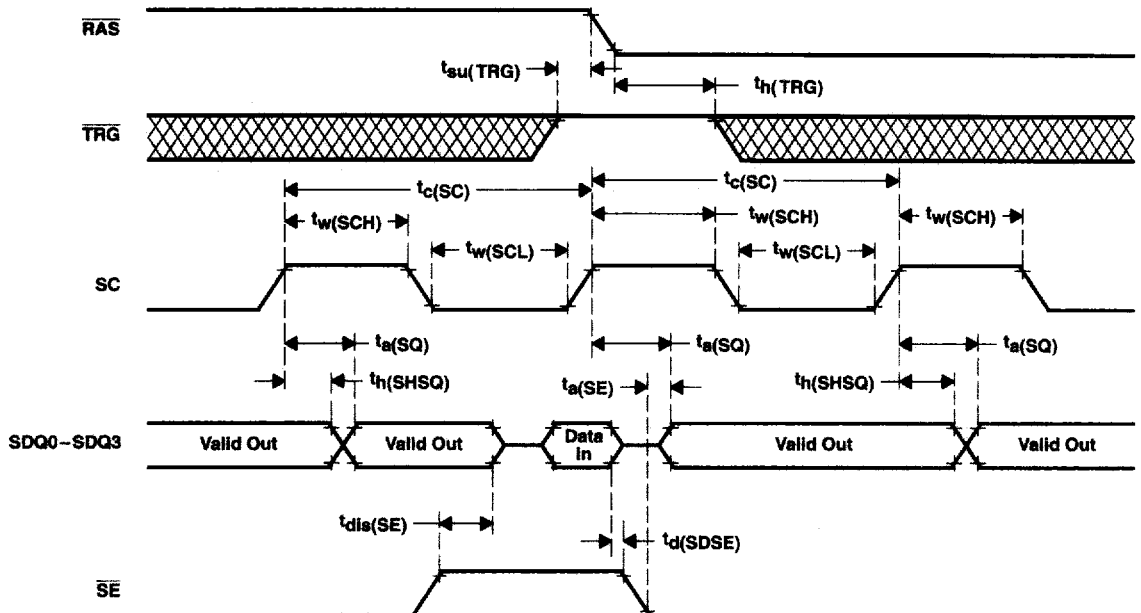 RAS
tsu(TRG)
th(TRG)
TRG
tc(SC)
tc(SC)
tw(SCH)
tw(SCH)
tw(SCH)
tw(SCL)
tw(SCL)
SC
ta(SQ)
ta(SQ)
ta(SQ)
th(SHSQ)
ta(SE)
th(SHSQ)
SDQ0–SDQ3
Valid Out
Valid Out
Data
In
Valid Out
Valid Out
tdis(SE)
td(SDSE)
SE